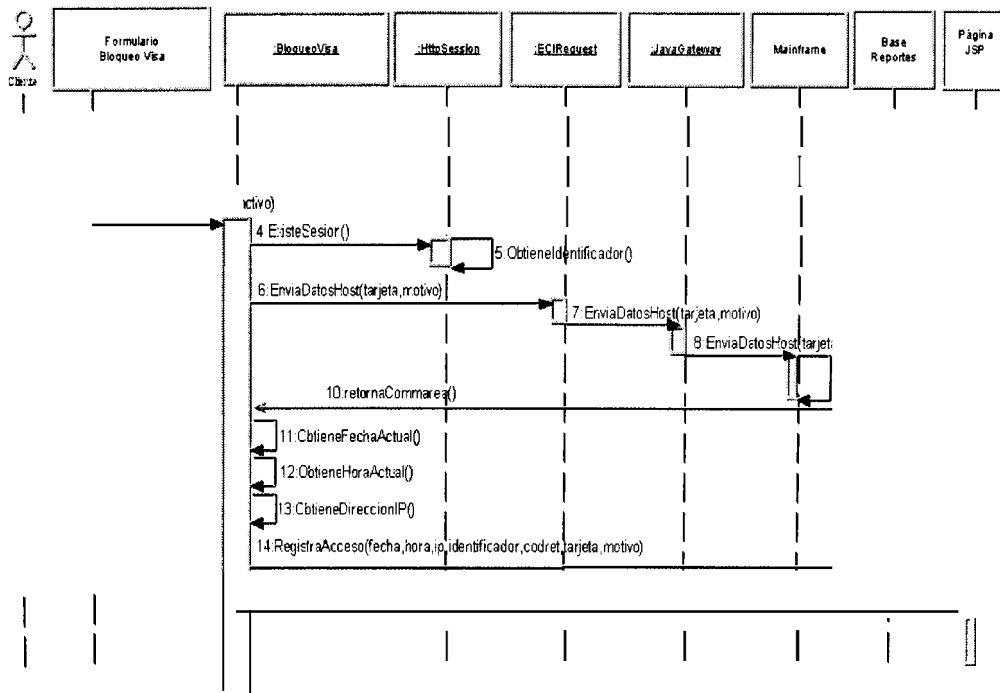 Cliente
Formulario
Bloqueo Visa
:BloqueoVisa
:HttpSession
:ECIRequest
:JavaGateway
Mainframe
Base
Reportes
Página
JSP
ctivo)
4:ExisteSesior()
5:ObtieneIdentificador()
6:EnviaDatosHost(tarjeta,motivo)
7:EnviaDatosHost(tarjeta,motivo)
8:EnviaDatosHost(tarjeta
10:retornaCommarea()
11:ObtieneFechaActual()
12:ObtieneHoraActual()
13:ObtieneDireccionIP()
14:RegistraAcceso(fecha,hora,ip,identificador,codret,tarjeta,motivo)